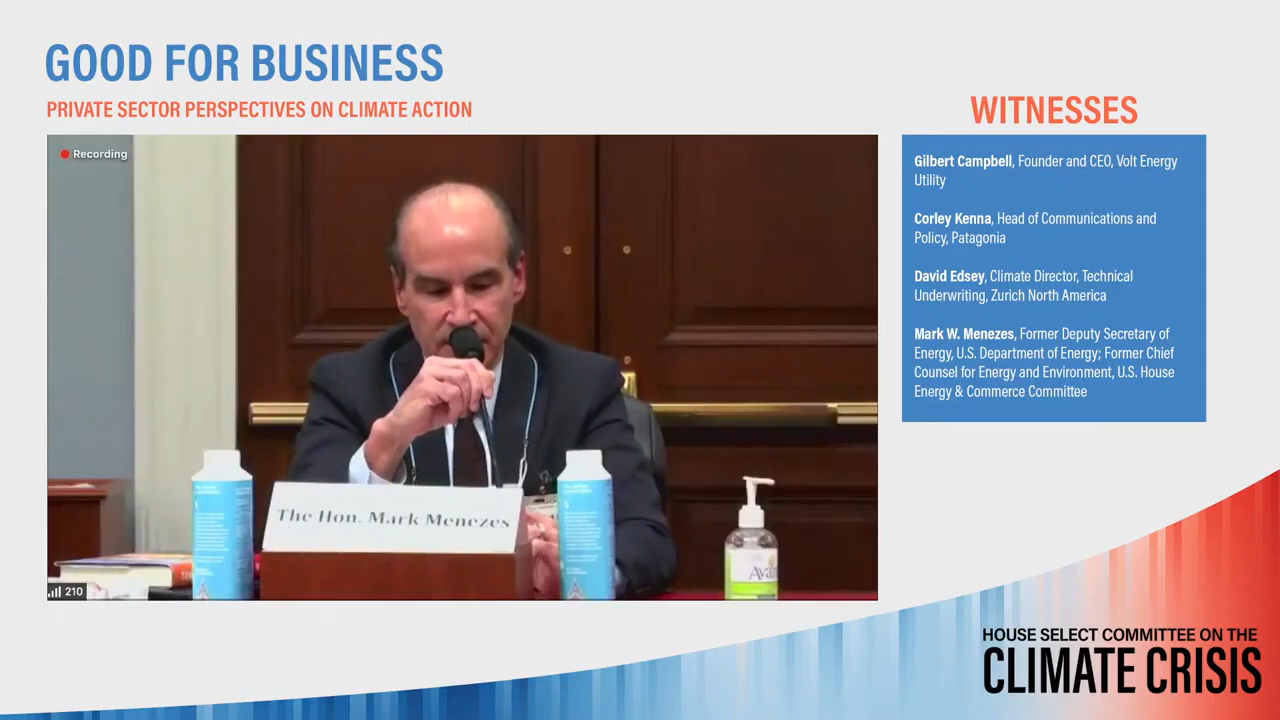 GOOD FOR BUSINESS
PRIVATE SECTOR PERSPECTIVES ON CLIMATE ACTION
WITNESSES
Recording
Gilbert Campbell, Founder and CEO, Volt Energy
Utility
Corley Kenna, Head of Communications and
Policy, Patagonia
David Edsey, Climate Director, Technical
Underwriting, Zurich North America
Mark W. Menezes, Former Deputy Secretary of
Energy, U.S. Department of Energy; Former Chief
Counsel for Energy and Environment, U.S. House
Energy & Commerce Committee
The Hon. Mark Menezes
210
HOUSE SELECT COMMITTEE ON THE
CLIMATE CRISIS